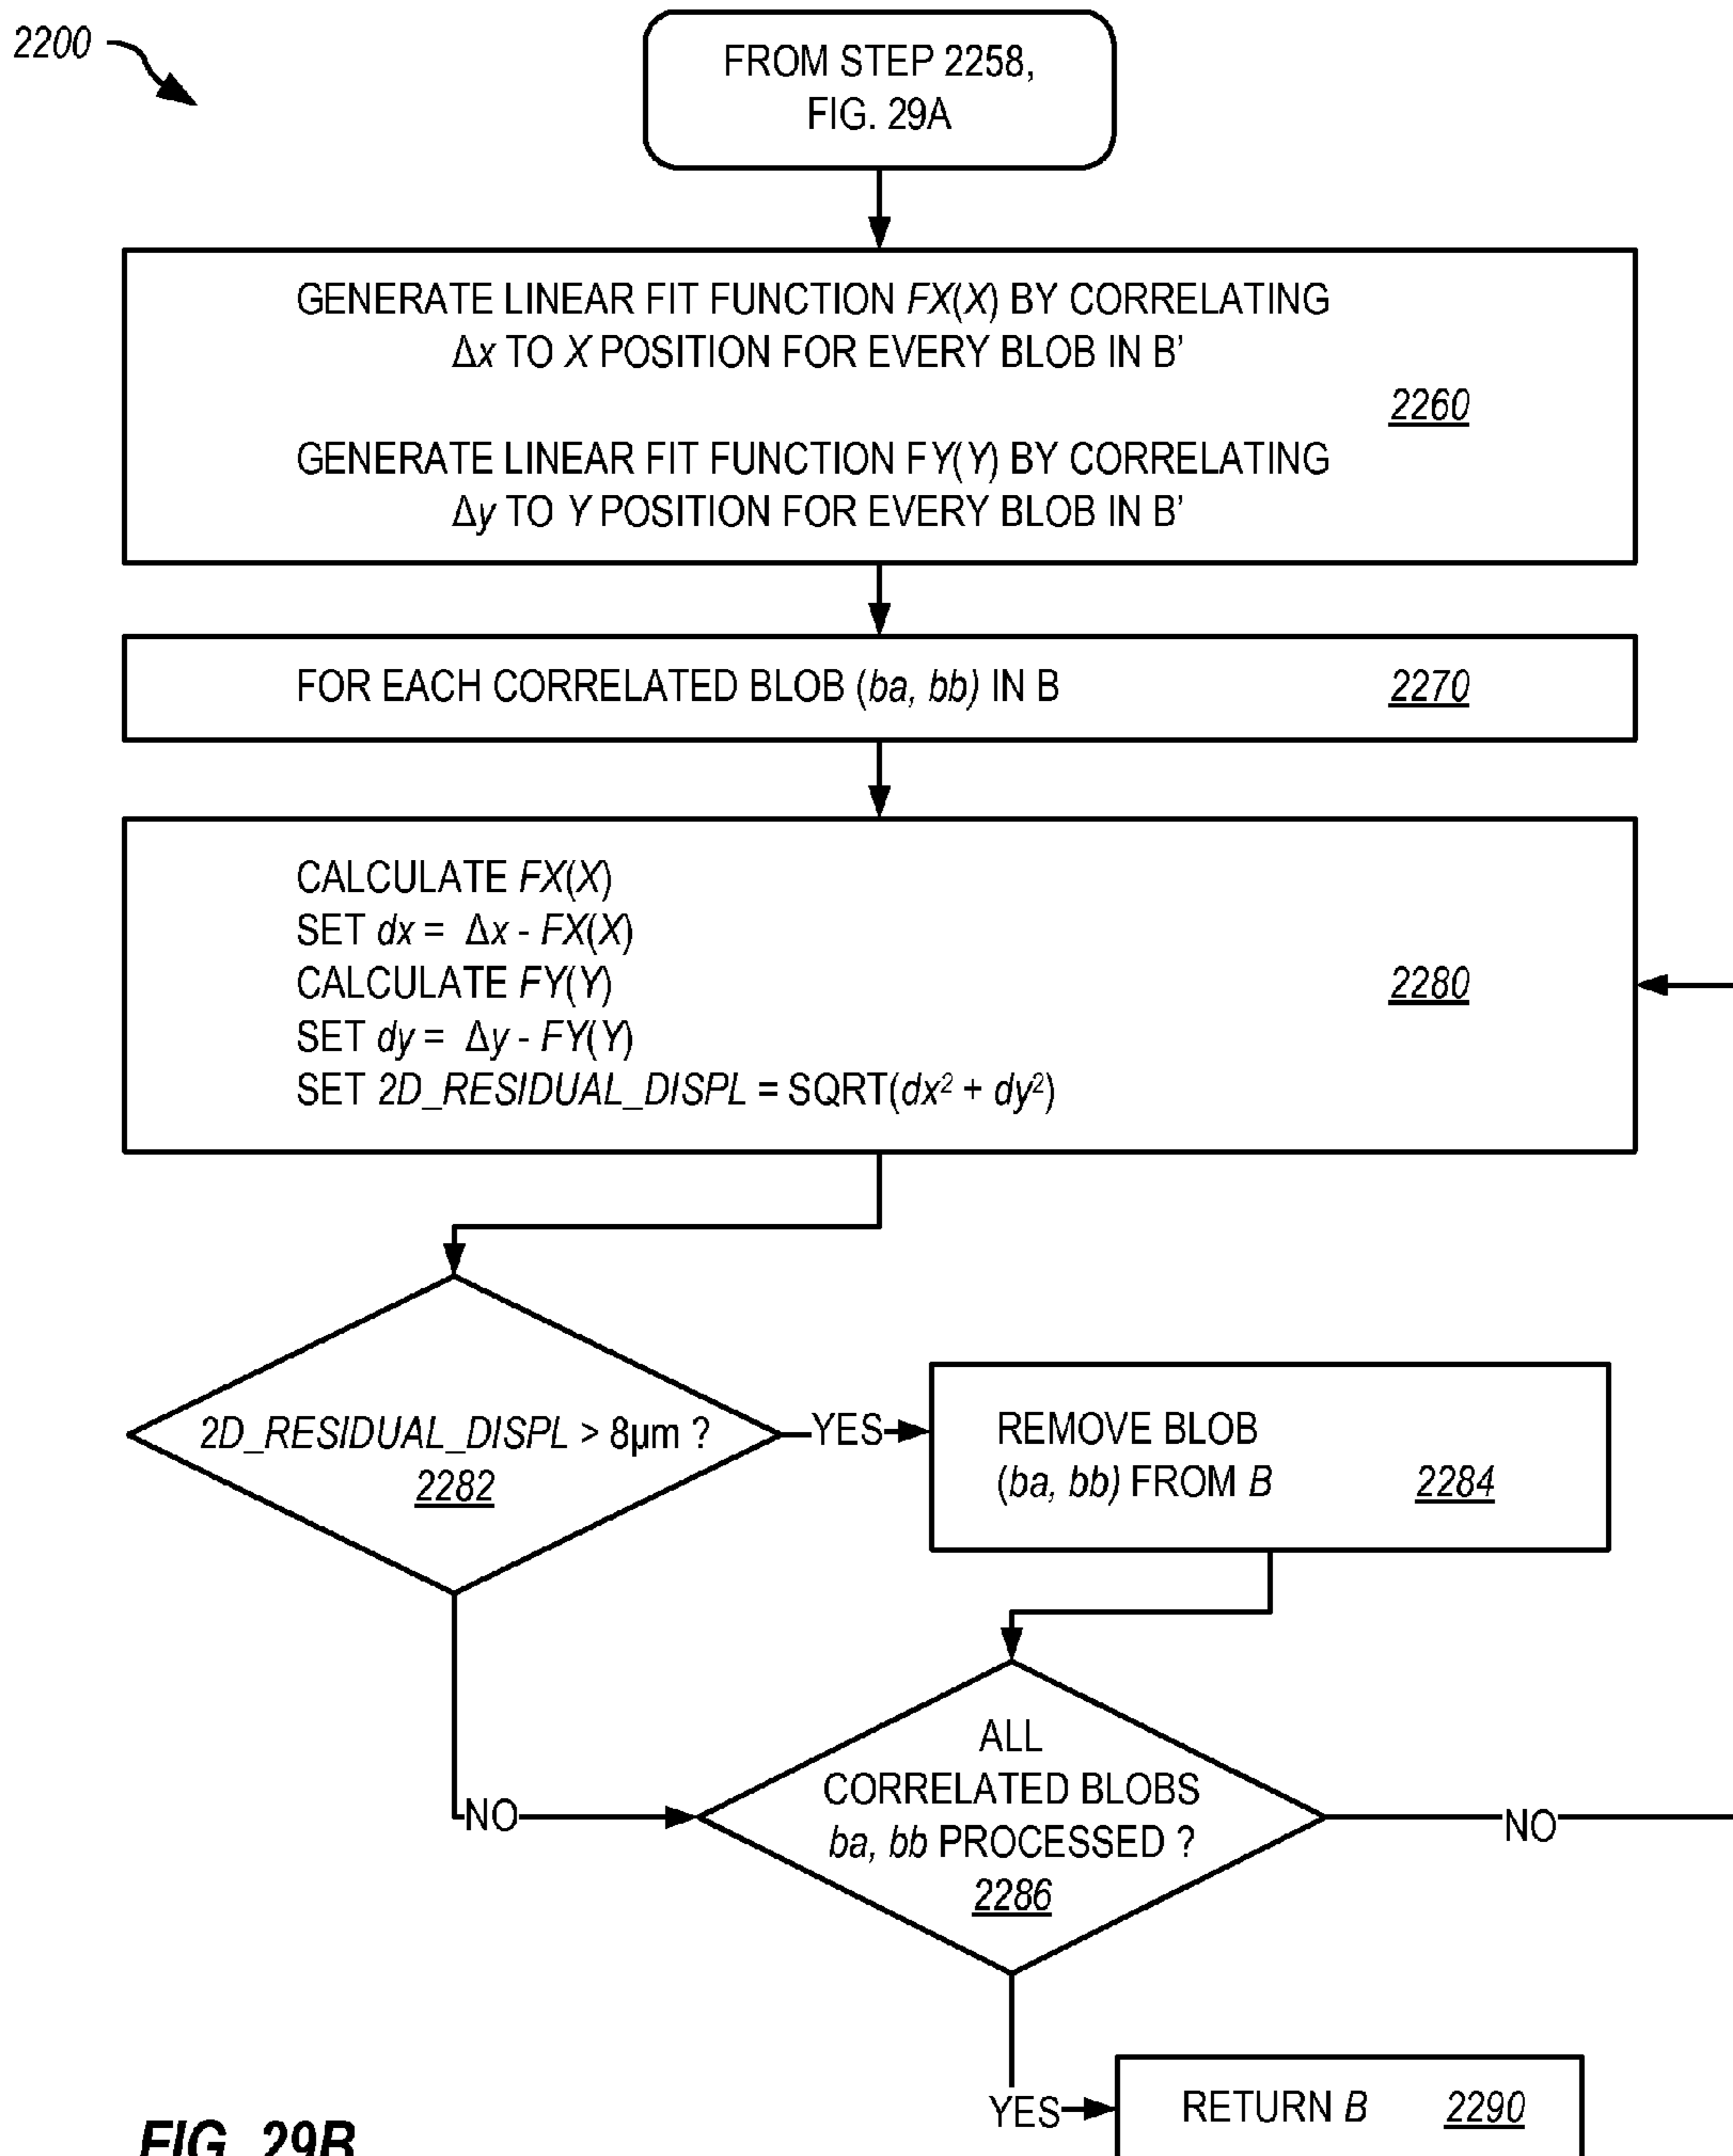 2200
FROM STEP 2258,
FIG. 29A
GENERATE LINEAR FIT FUNCTION FX(X) BY CORRELATING
Δx TO X POSITION FOR EVERY BLOB IN B'
2260
GENERATE LINEAR FIT FUNCTION FY(Y) BY CORRELATING
Δy TO Y POSITION FOR EVERY BLOB IN B'
FOR EACH CORRELATED BLOB (ba, bb) IN B 2270
CALCULATE FX(X)
SET dx = Δx - FX(X)
CALCULATE FY(Y) 2280
SET dy = Δy - FY(Y)
SET 2D_RESIDUAL_DISPL = SQRT(dx² + dy²)
2D_RESIDUAL_DISPL > 8µm ?
2282
YES
REMOVE BLOB
(ba, bb) FROM B 2284
NO
ALL
CORRELATED BLOBS
ba, bb PROCESSED ?
2286
NO
YES
RETURN B 2290
FIG. 29B